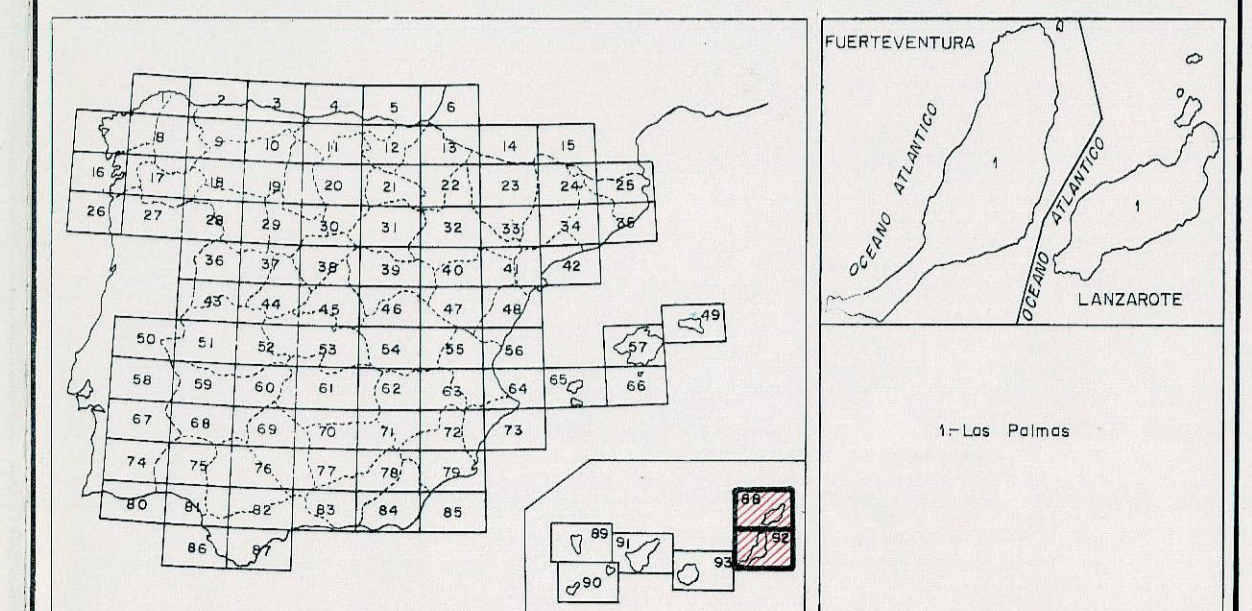 2 3 4 5 6
8 9 10 11 12 13 14 15
16 17 18 19 20 21 22 23 24 25
26 27 28 29 30 31 32 33 34 35
36 37 38 39 40 41 42
43 44 45 46 47 48 49
50 51 52 53 54 55 56 57
58 59 60 61 62 63 64 65 66
67 68 69 70 71 72 73
74 75 76 77 78 79
80 81 82 83 84 85
86 87
88
89 91 92
90 93
FUERTEVENTURA
OCEANO ATLANTICO
1
OCEANO ATLANTICO
1
LANZAROTE
1.-Las Palmas